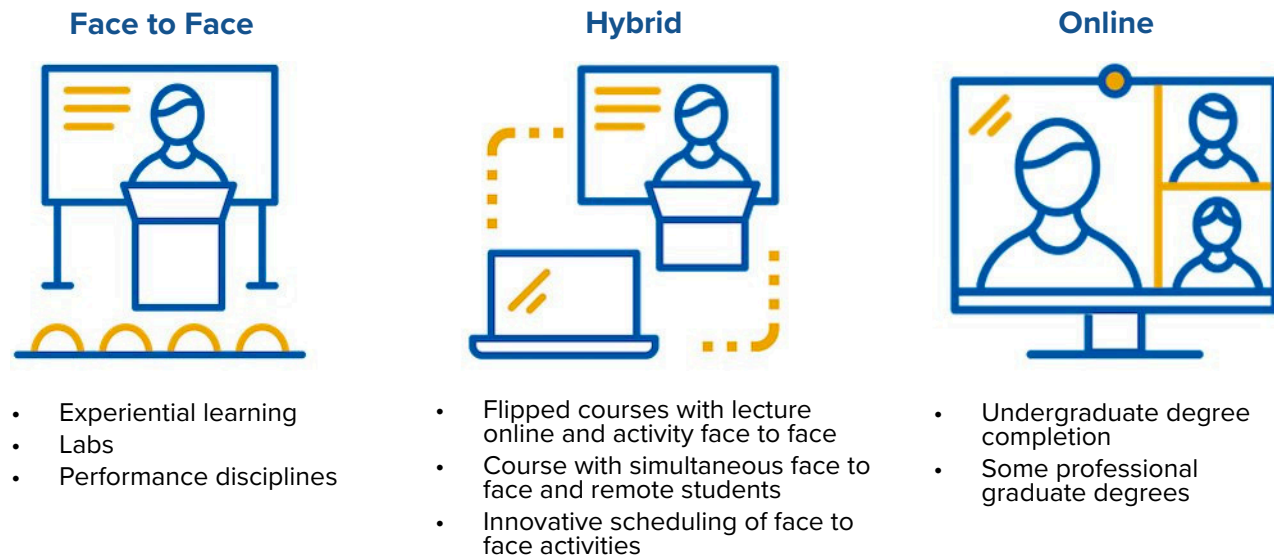 Face to Face
• Experiential learning
• Labs
• Performance disciplines
Hybrid
• Flipped courses with lecture
online and activity face to face
• Course with simultaneous face to
face and remote students
• Innovative scheduling of face to
face activities
Online
• Undergraduate degree
completion
• Some professional
graduate degrees